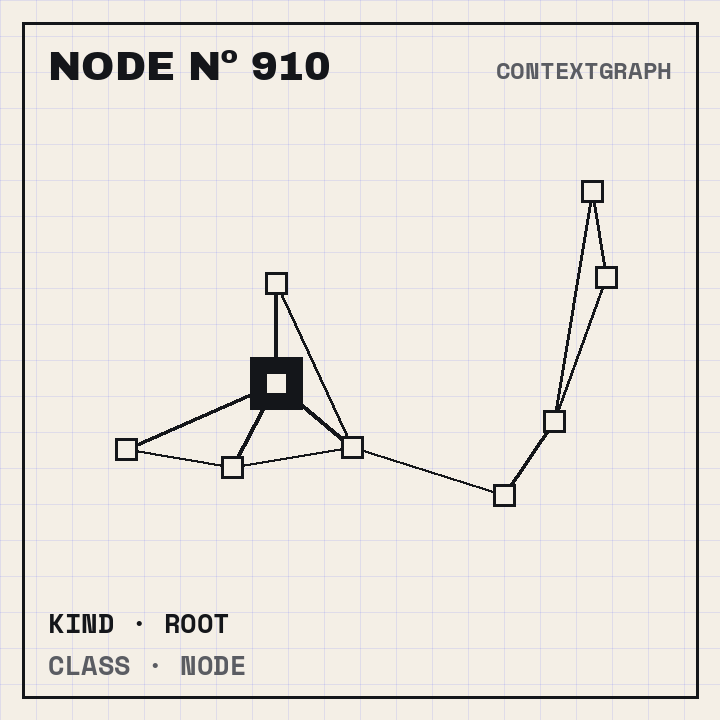 NODE Nº 910
CONTEXTGRAPH
KIND · ROOT
CLASS · NODE